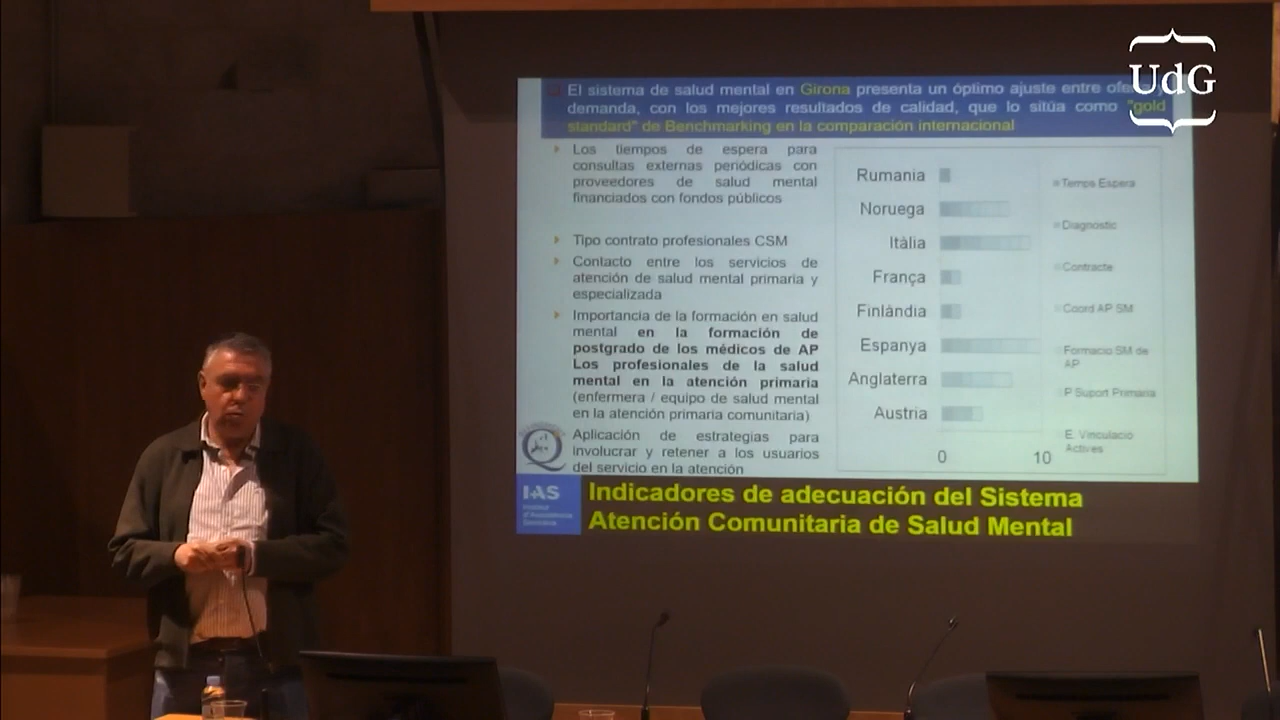 UdG
El sistema de salud mental en Girona presenta un óptimo ajuste entre
demanda, con los mejores resultados de calidad, que lo sitúa como "gold
standard" de Benchmarking en la comparación internacional
Los tiempos de espera para
consultas externas periódicas con
proveedores de salud mental
financiados con fondos públicos
Tipo contrato profesionales CSM
Contacto entre los servicios de
atención de salud mental primaria y
especializada
Importancia de la formación en salud
mental en la formación de
postgrado de los médicos de AP
Los profesionales de la salud
mental en la atención primaria
(enfermera / equipo de salud mental
en la atención primaria comunitaria)
Aplicación de estrategias para
involucrar y retener a los usuarios
del servicio en la atención
Rumania
Noruega
Itàlia
França
Finlàndia
Espanya
Anglaterra
Austria
0 10
Temps Espera
Diagnostic
Contracte
Coord AP SM
Formacio SM de
AP
P Suport Primaria
E. Vinculació
Actives
IAS
Institut
d'Assistència
Sanitària
Indicadores de adecuación del Sistema
Atención Comunitaria de Salud Mental